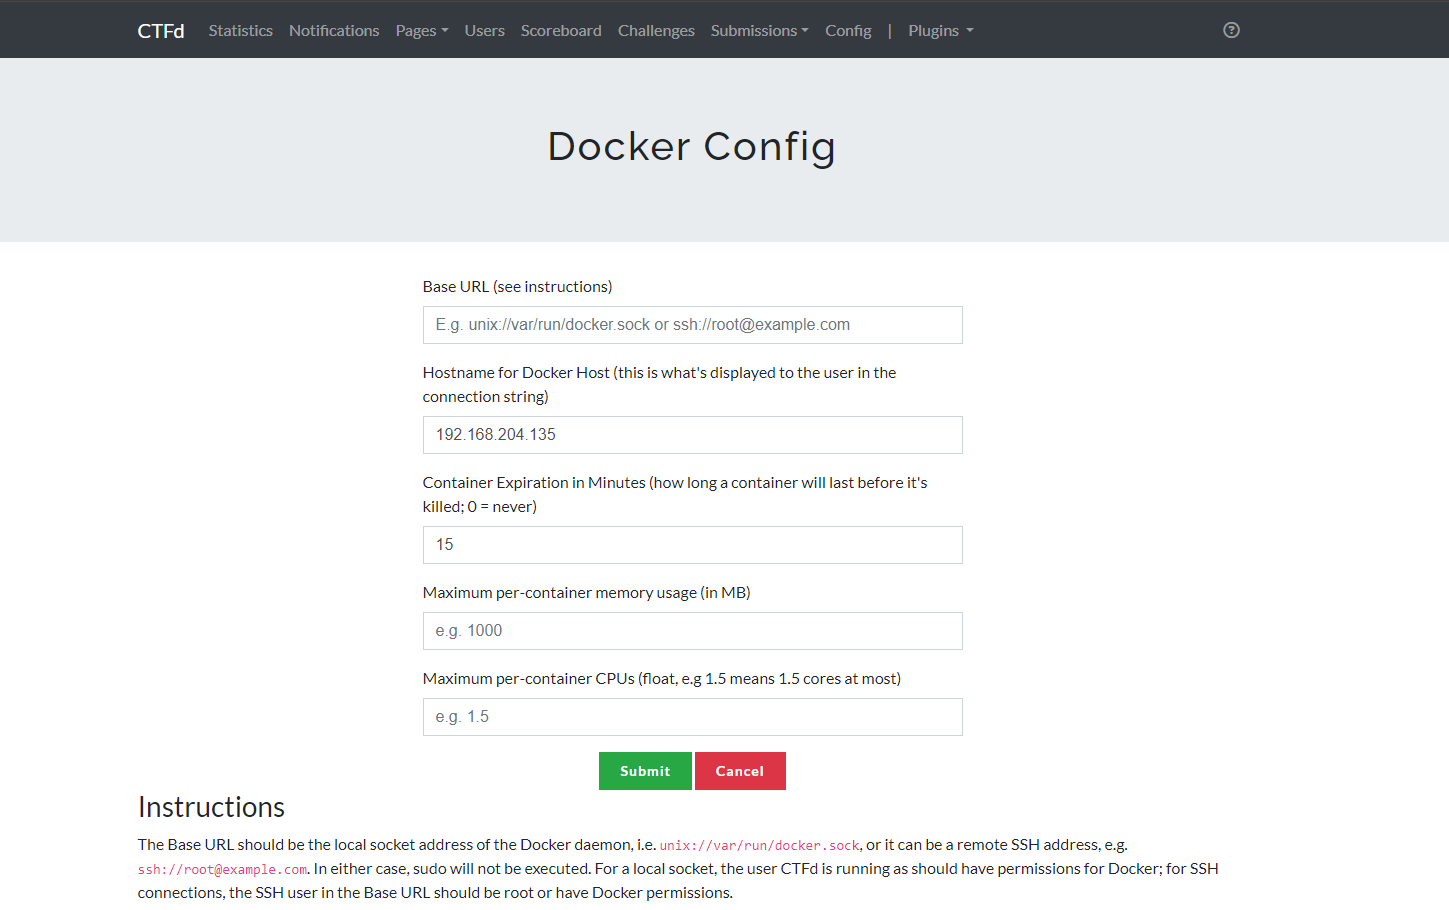 CTFd Statistics Notifications Pages Users Scoreboard Challenges Submissions Config | Plugins
Docker Config
Base URL (see instructions)
E.g. unix://var/run/docker.sock or ssh://root@example.com
Hostname for Docker Host (this is what's displayed to the user in the
connection string)
192.168.204.135
Container Expiration in Minutes (how long a container will last before it's
killed; 0 = never)
15
Maximum per-container memory usage (in MB)
e.g. 1000
Maximum per-container CPUs (float, e.g 1.5 means 1.5 cores at most)
e.g. 1.5
Submit Cancel
Instructions
The Base URL should be the local socket address of the Docker daemon, i.e. unix://var/run/docker.sock, or it can be a remote SSH address, e.g.
ssh://root@example.com. In either case, sudo will not be executed. For a local socket, the user CTFd is running as should have permissions for Docker; for SSH
connections, the SSH user in the Base URL should be root or have Docker permissions.